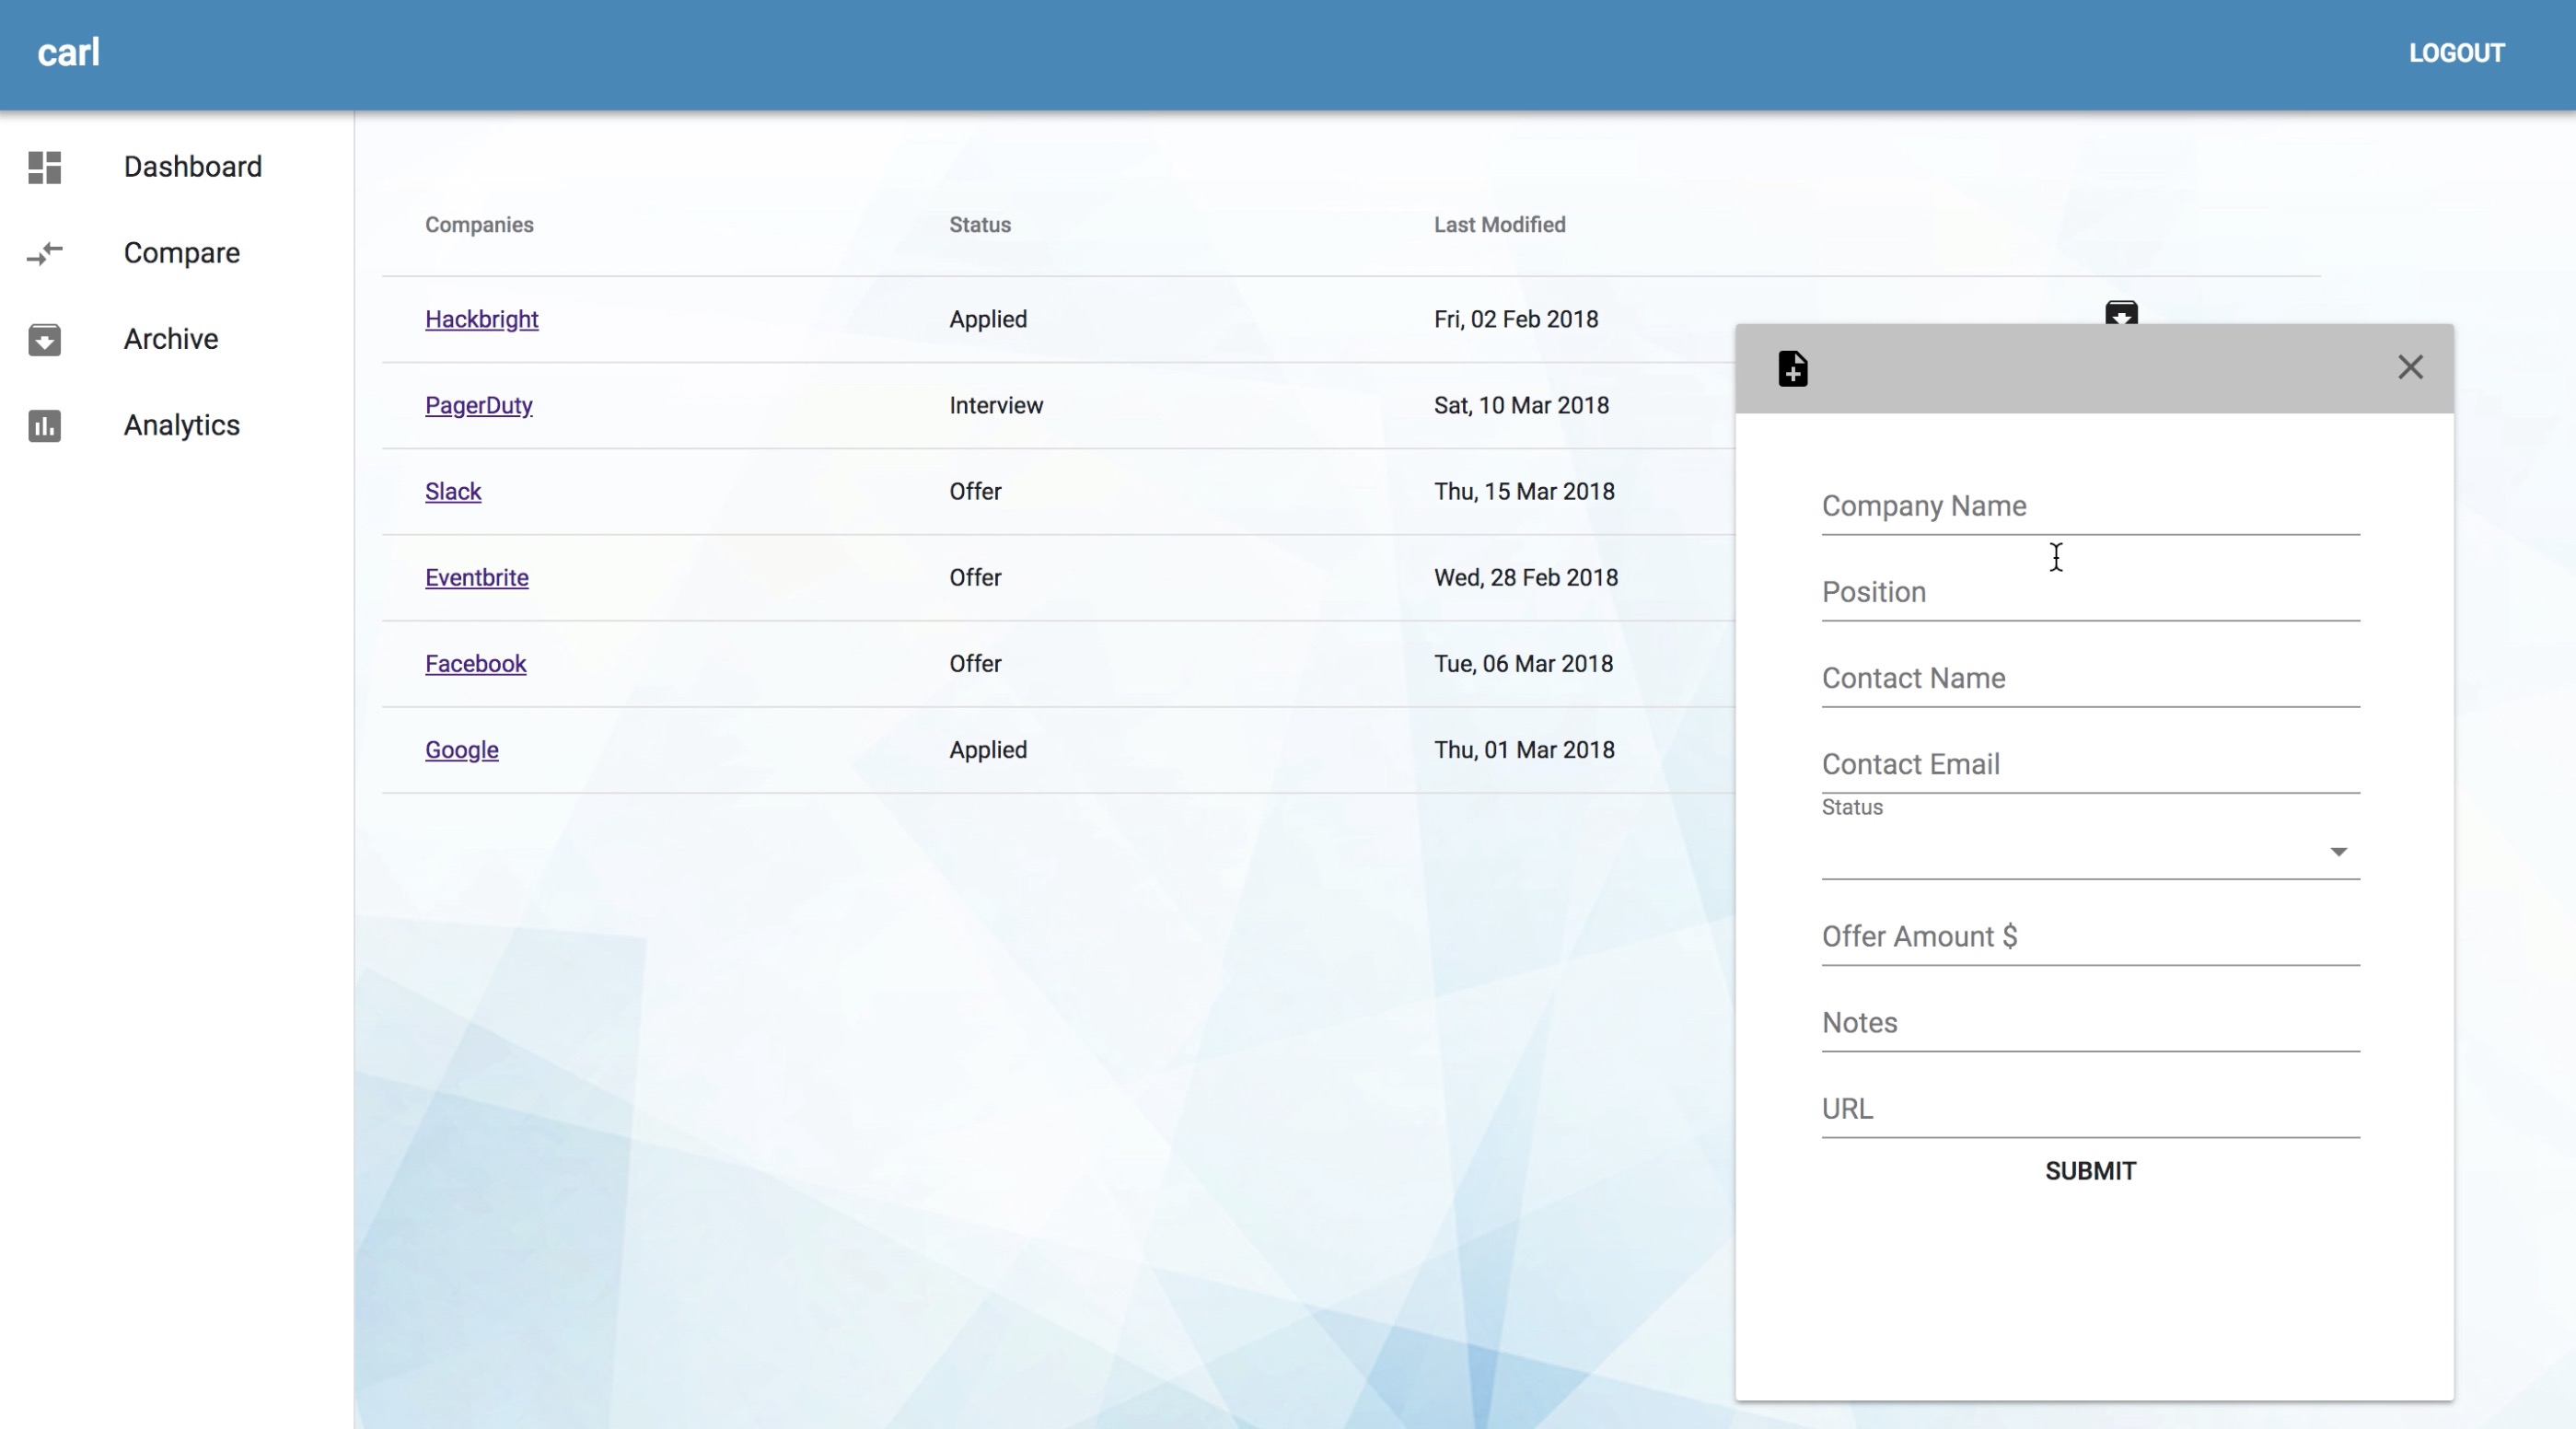 carl
LOGOUT
Dashboard
Compare
Archive
Analytics
Companies Status Last Modified
Hackbright Applied Fri, 02 Feb 2018
PagerDuty Interview Sat, 10 Mar 2018
Slack Offer Thu, 15 Mar 2018
Eventbrite Offer Wed, 28 Feb 2018
Facebook Offer Tue, 06 Mar 2018
Google Applied Thu, 01 Mar 2018
Company Name
Position
Contact Name
Contact Email
Status
Offer Amount $
Notes
URL
SUBMIT